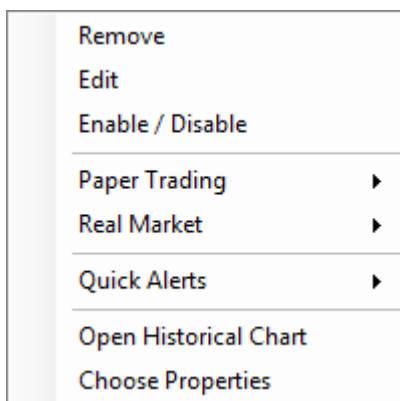 Remove
Edit
Enable / Disable
Paper Trading
Real Market
Quick Alerts
Open Historical Chart
Choose Properties